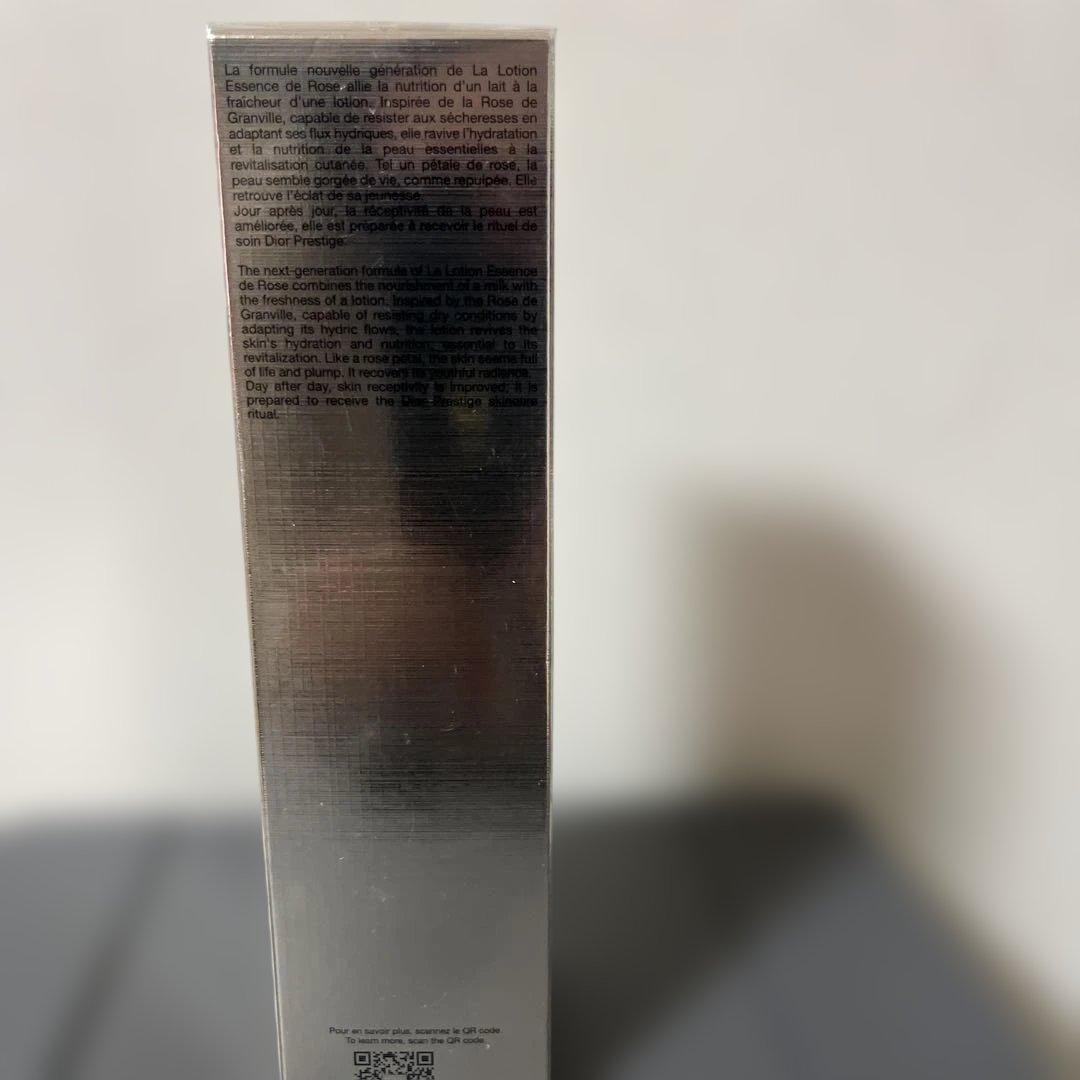 La formule nouvelle génération de La Lotion
Essence de Rose allie la nutrition d'un lait à la
fraîcheur d'une lotion. Inspirée de la Rose de
Granville, capable de résister aux sécheresses en
adaptant ses flux hydriques, elle ravive l'hydratation
et la nutrition de la peau essentielles à la
revitalisation cutanée. Tel un pétale de rose, la
peau semble gorgée de vie, comme repulpée. Elle
retrouve l'éclat de sa jeunesse.
Jour après jour, la réceptivité de la peau est
améliorée, elle est préparée à recevoir le rituel de
soin Dior Prestige.
The next-generation formule of La Lotion Essence
de Rose combines the nourishment of a milk with
the freshness of a lotion. Inspired by the Rose de
Granville, capable of resisting dry conditions by
adapting its hydric flows, the lotion revives the
skin's hydration and nutrition, essential to its
revitalization. Like a rose petal, the skin seems full
of life and plump. It recovers its youthful radiance.
Day after day, skin receptivity is improved, it is
prepared to receive the Dior Prestige skincare
ritual.
Pour en savoir plus, scannez le QR code.
To learn more, scan the QR code.